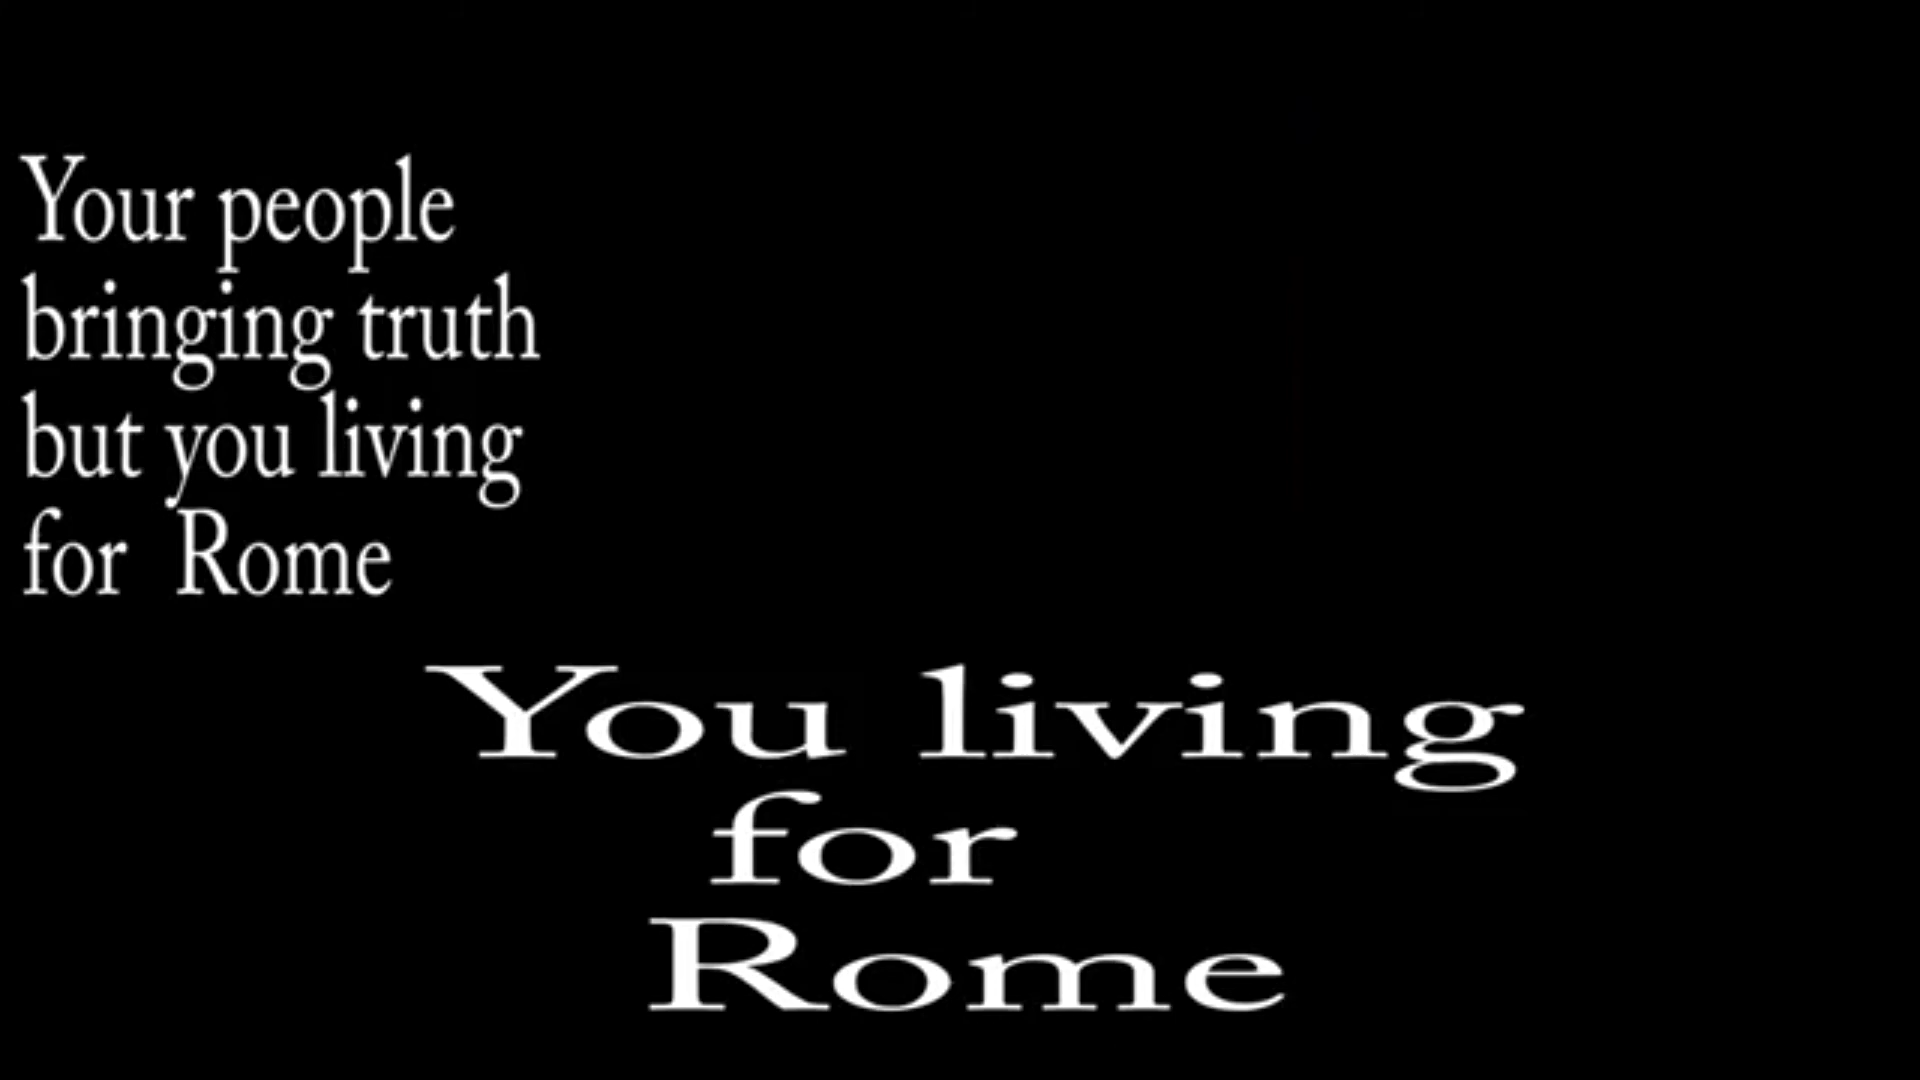 Your people
bringing truth
but you living
for Rome
You living
for
Rome